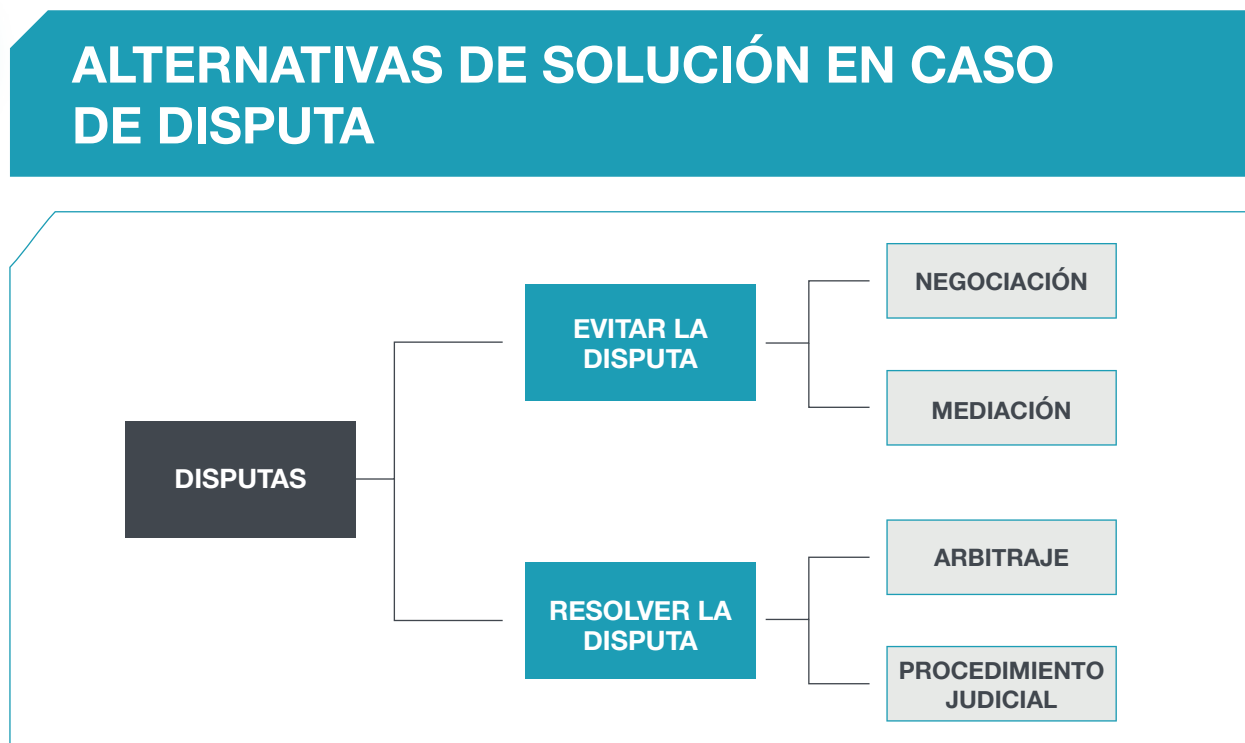 ALTERNATIVAS DE SOLUCIÓN EN CASO
DE DISPUTA
DISPUTAS
EVITAR LA
DISPUTA
NEGOCIACIÓN
MEDIACIÓN
RESOLVER LA
DISPUTA
ARBITRAJE
PROCEDIMIENTO
JUDICIAL